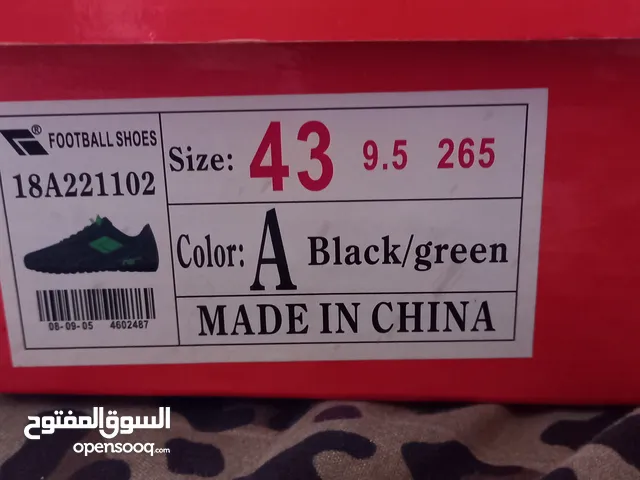 ® FOOTBALL SHOES
18A221102
08-09-05 4602487
Size: 43 9.5 265
Color: A Black/green
MADE IN CHINA
السوق المفتوح
opensooq.com